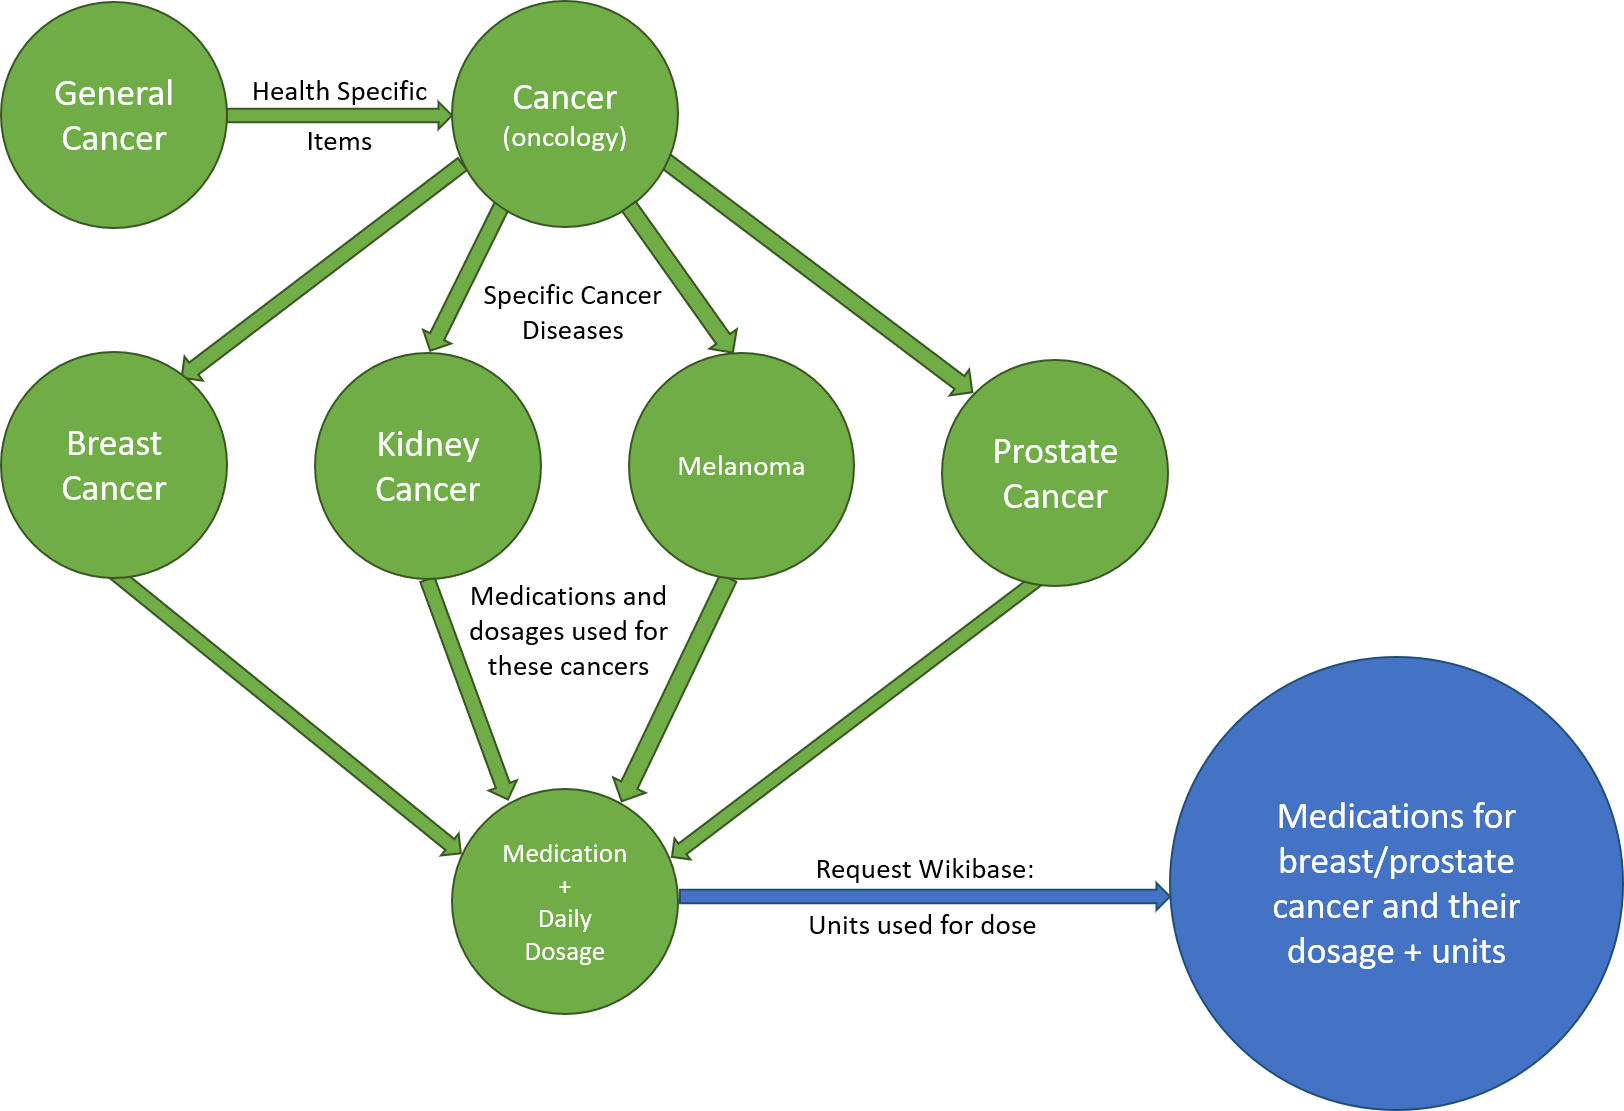 General
Cancer
Health Specific
Items
Cancer
(oncology)
Specific Cancer
Diseases
Breast
Cancer
Kidney
Cancer
Melanoma
Prostate
Cancer
Medications and
dosages used for
these cancers
Medication
+
Daily
Dosage
Request Wikibase:
Units used for dose
Medications for
breast/prostate
cancer and their
dosage + units